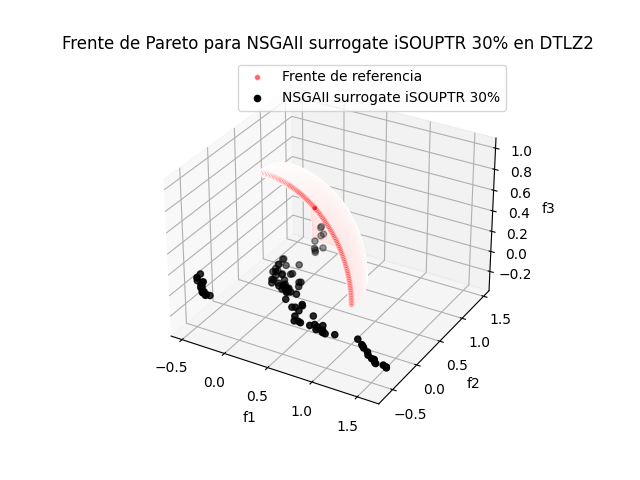 Frente de Pareto para NSGAII surrogate iSOUPTR 30% en DTLZ2
Frente de referencia
NSGAII surrogate iSOUPTR 30%
1.0
0.8
0.6
0.4
0.2
0.0
−0.2
f3
1.5
1.0
0.5
0.0
−0.5
f2
−0.5
0.0
0.5
1.0
1.5
f1